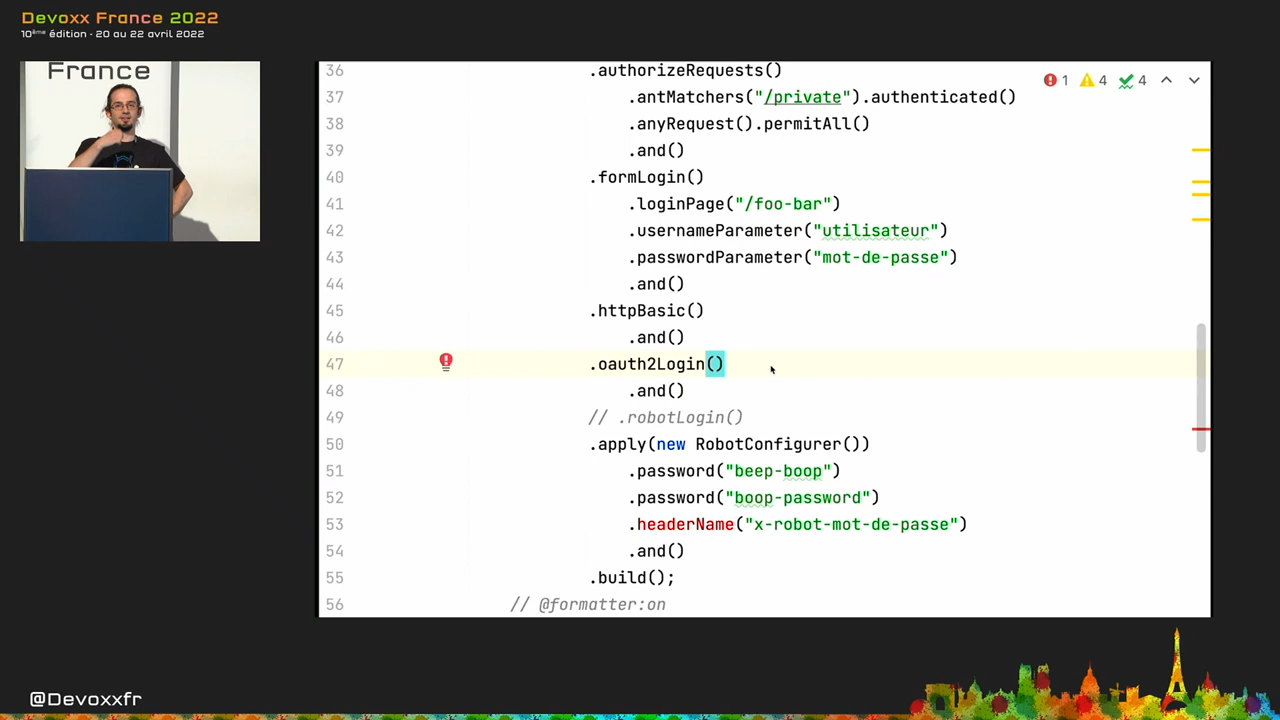 Devoxx France 2022
10ème édition - 20 au 22 avril 2022
France
36 .authorizeRequests()
1 4 4
37 .antMatchers("/private").authenticated()
38 .anyRequest().permitAll()
39 .and()
40 .formLogin()
41 .loginPage("/foo-bar")
42 .usernameParameter("utilisateur")
43 .passwordParameter("mot-de-passe")
44 .and()
45 .httpBasic()
46 .and()
47 .oauth2Login()
48 .and()
49 // .robotLogin()
50 .apply(new RobotConfigurer())
51 .password("beep-boop")
52 .password("boop-password")
53 .headerName("x-robot-mot-de-passe")
54 .and()
55 .build();
56 // @formatter:on
@Devoxxfr